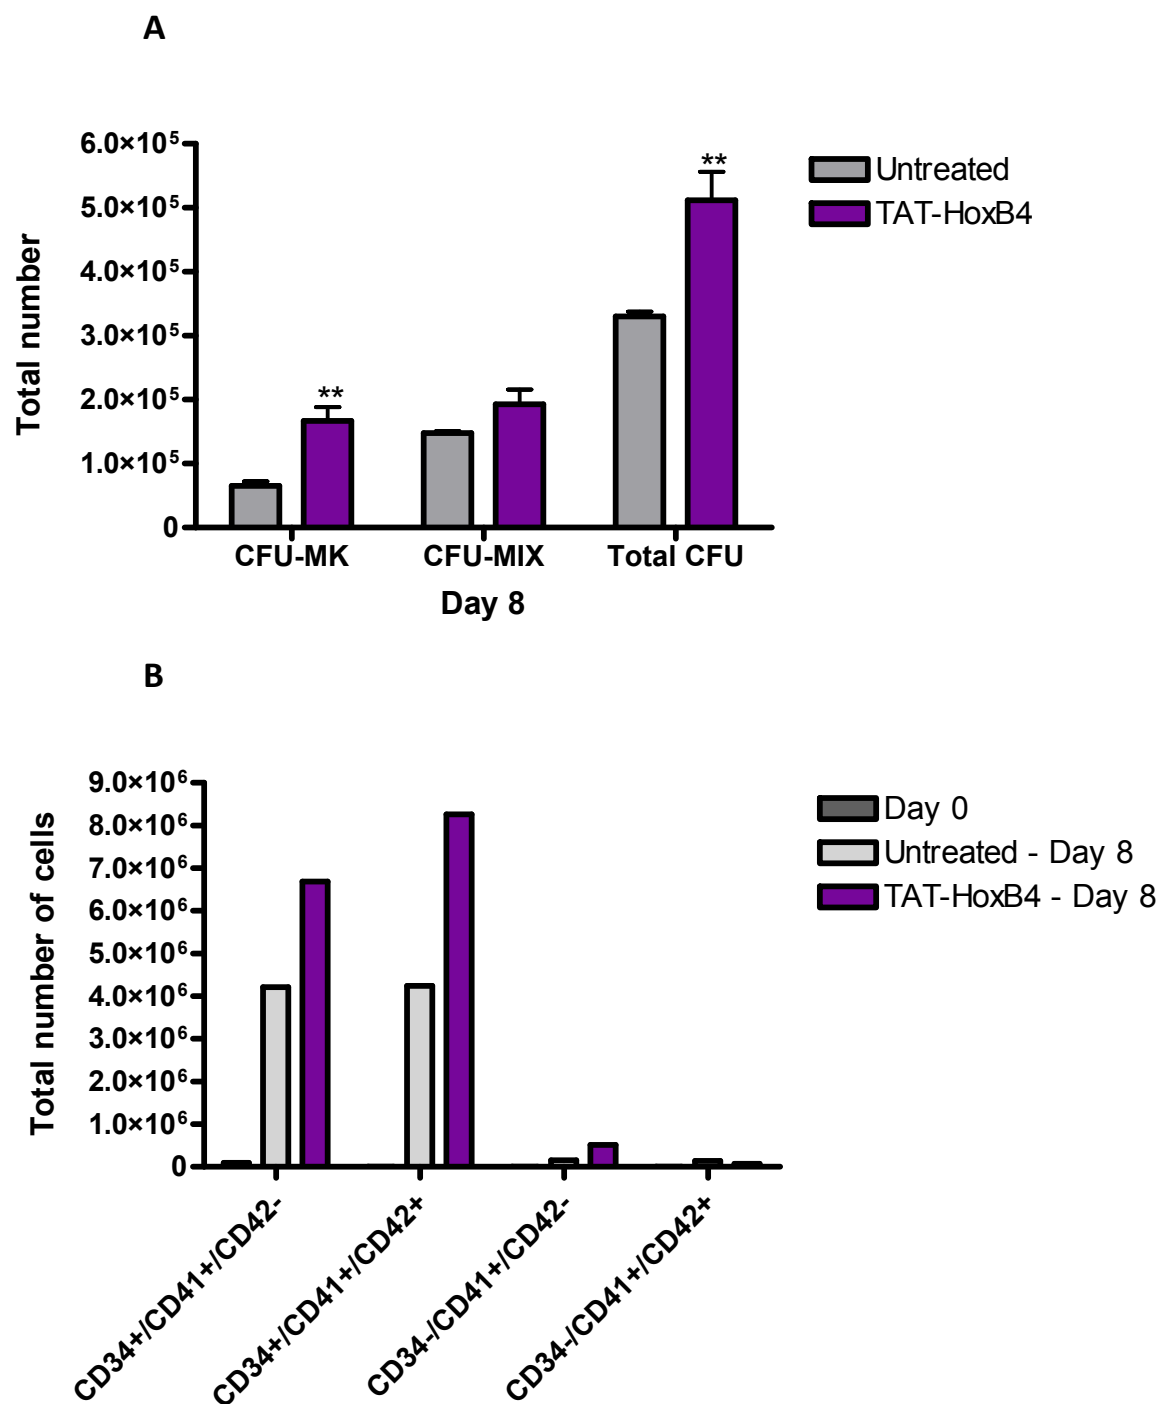 A
6.0×10⁵
5.0×10⁵
4.0×10⁵
3.0×10⁵
2.0×10⁵
1.0×10⁵
0
Total number
**
**
CFU-MK CFU-MIX Total CFU
Day 8
Untreated
TAT-HoxB4
B
9.0×10⁶
8.0×10⁶
7.0×10⁶
6.0×10⁶
5.0×10⁶
4.0×10⁶
3.0×10⁶
2.0×10⁶
1.0×10⁶
0
Total number of cells
CD34+/CD41+/CD42-
CD34+/CD41+/CD42+
CD34-/CD41+/CD42-
CD34-/CD41+/CD42+
Day 0
Untreated - Day 8
TAT-HoxB4 - Day 8